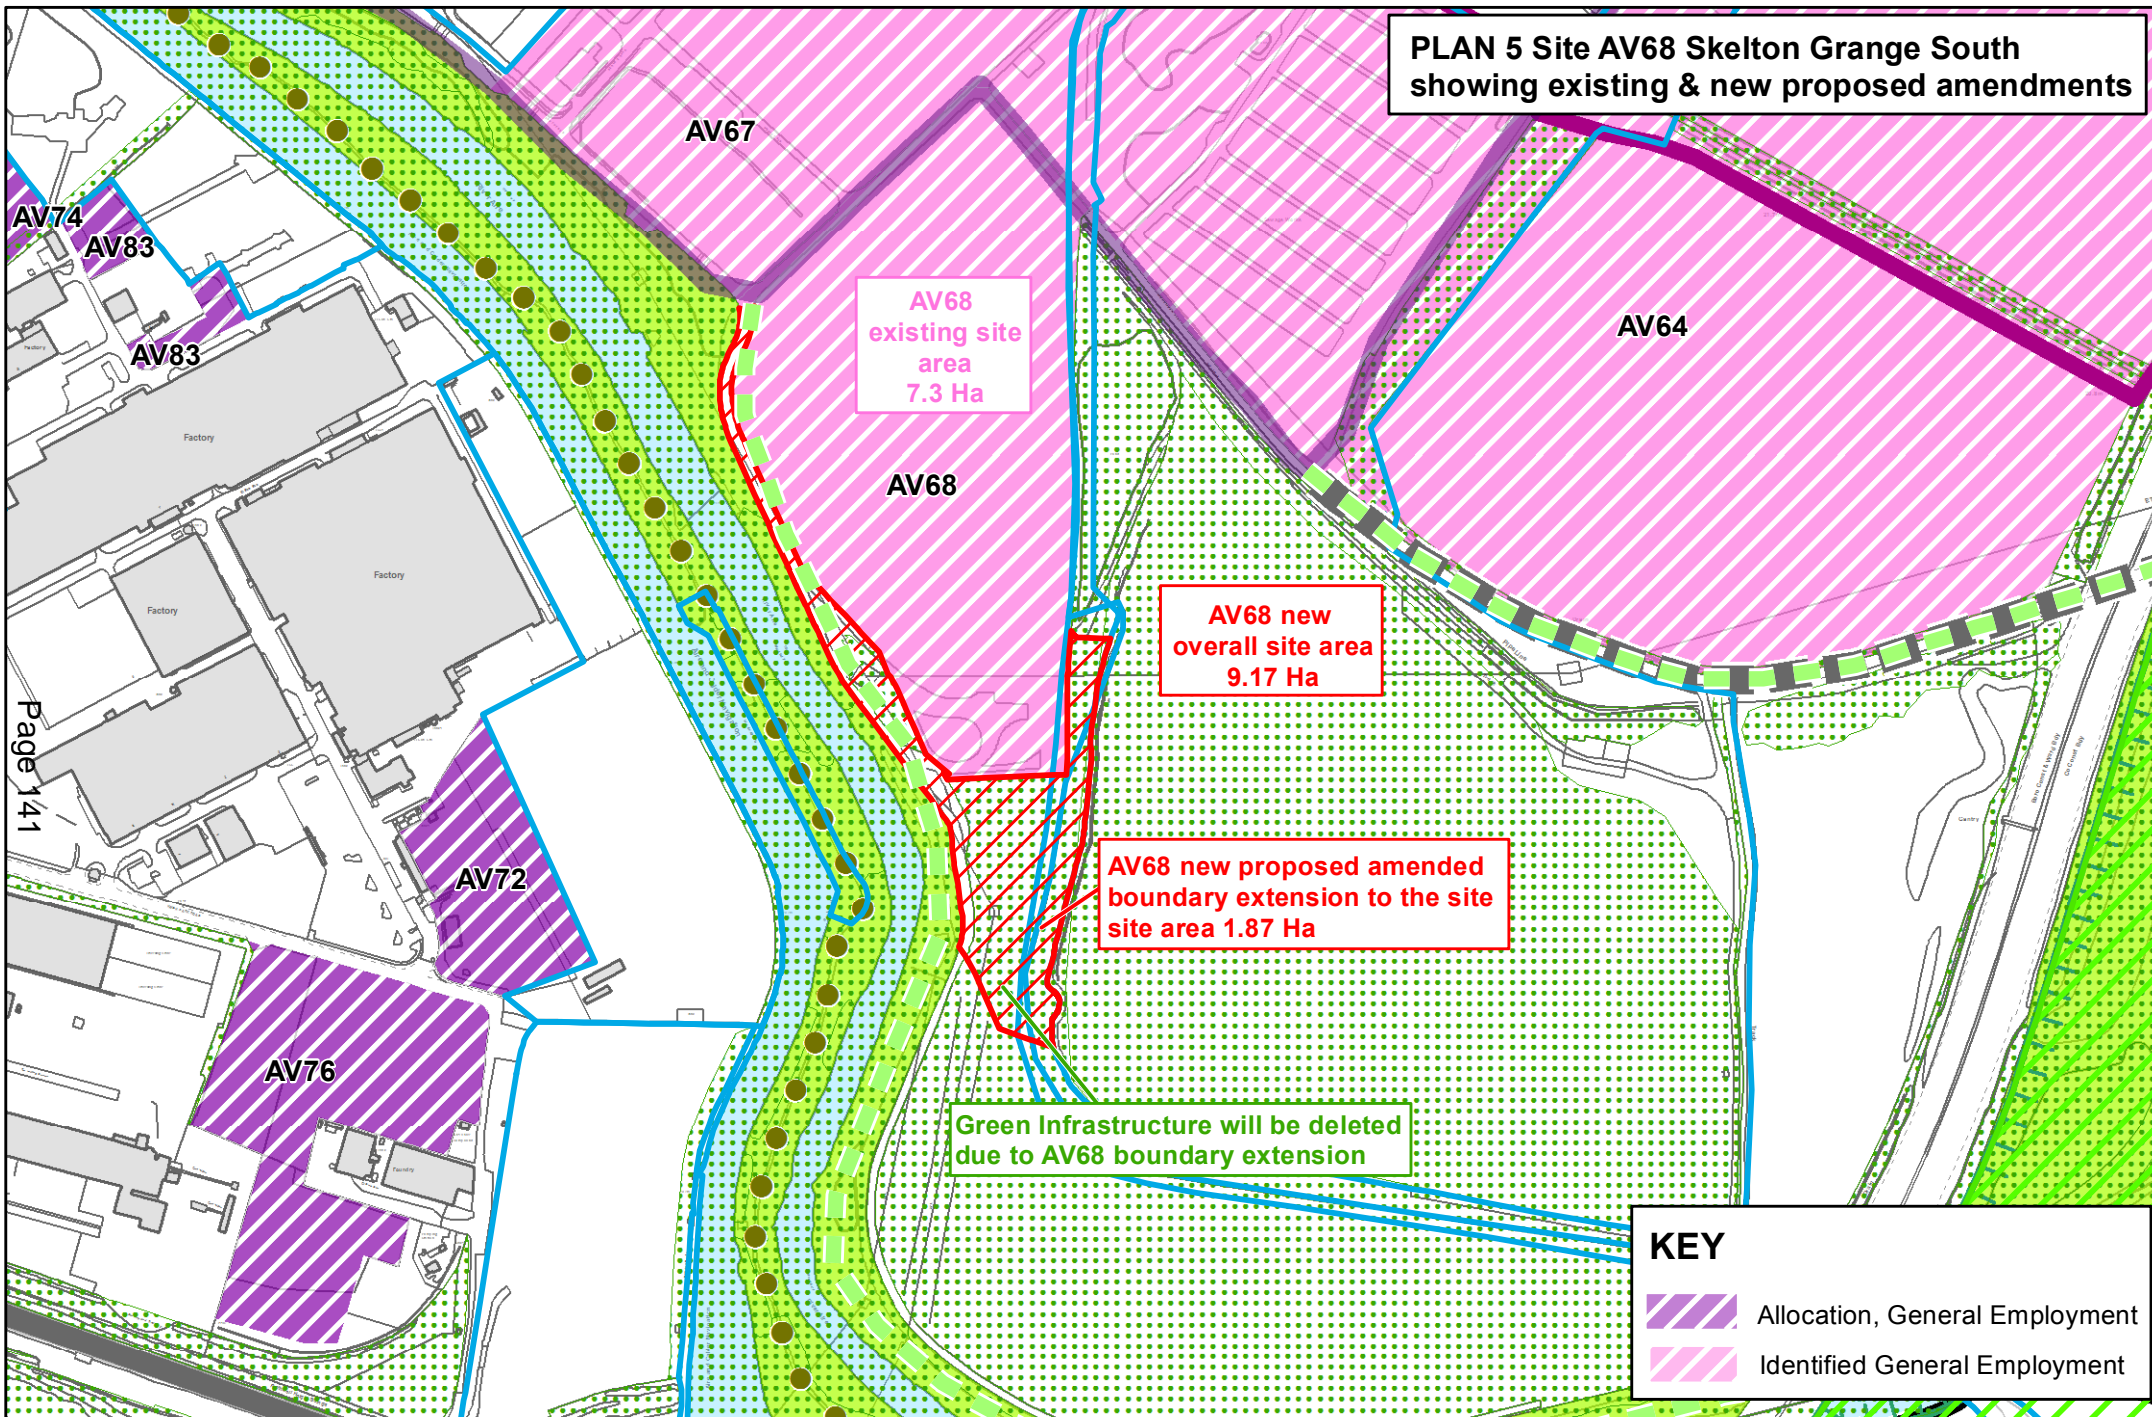 PLAN 5 Site AV68 Skelton Grange South
showing existing & new proposed amendments
AV67
AV74
AV83
AV83
AV68
existing site
area
7.3 Ha
AV64
Factory
Factory
AV68
Factory
Factory
AV68 new
overall site area
9.17 Ha
Page 141
AV72
AV68 new proposed amended
boundary extension to the site
site area 1.87 Ha
Gantry
AV76
Green Infrastructure will be deleted
due to AV68 boundary extension
Foundry
KEY
Allocation, General Employment
Identified General Employment